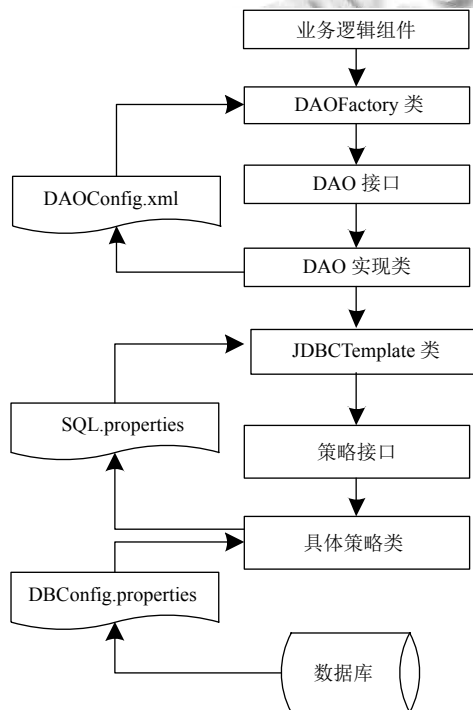 业务逻辑组件
DAOFactory 类
DAO 接口
DAOConfig.xml
DAO 实现类
JDBCTemplate 类
SQL.properties
策略接口
具体策略类
DBConfig.properties
数据库